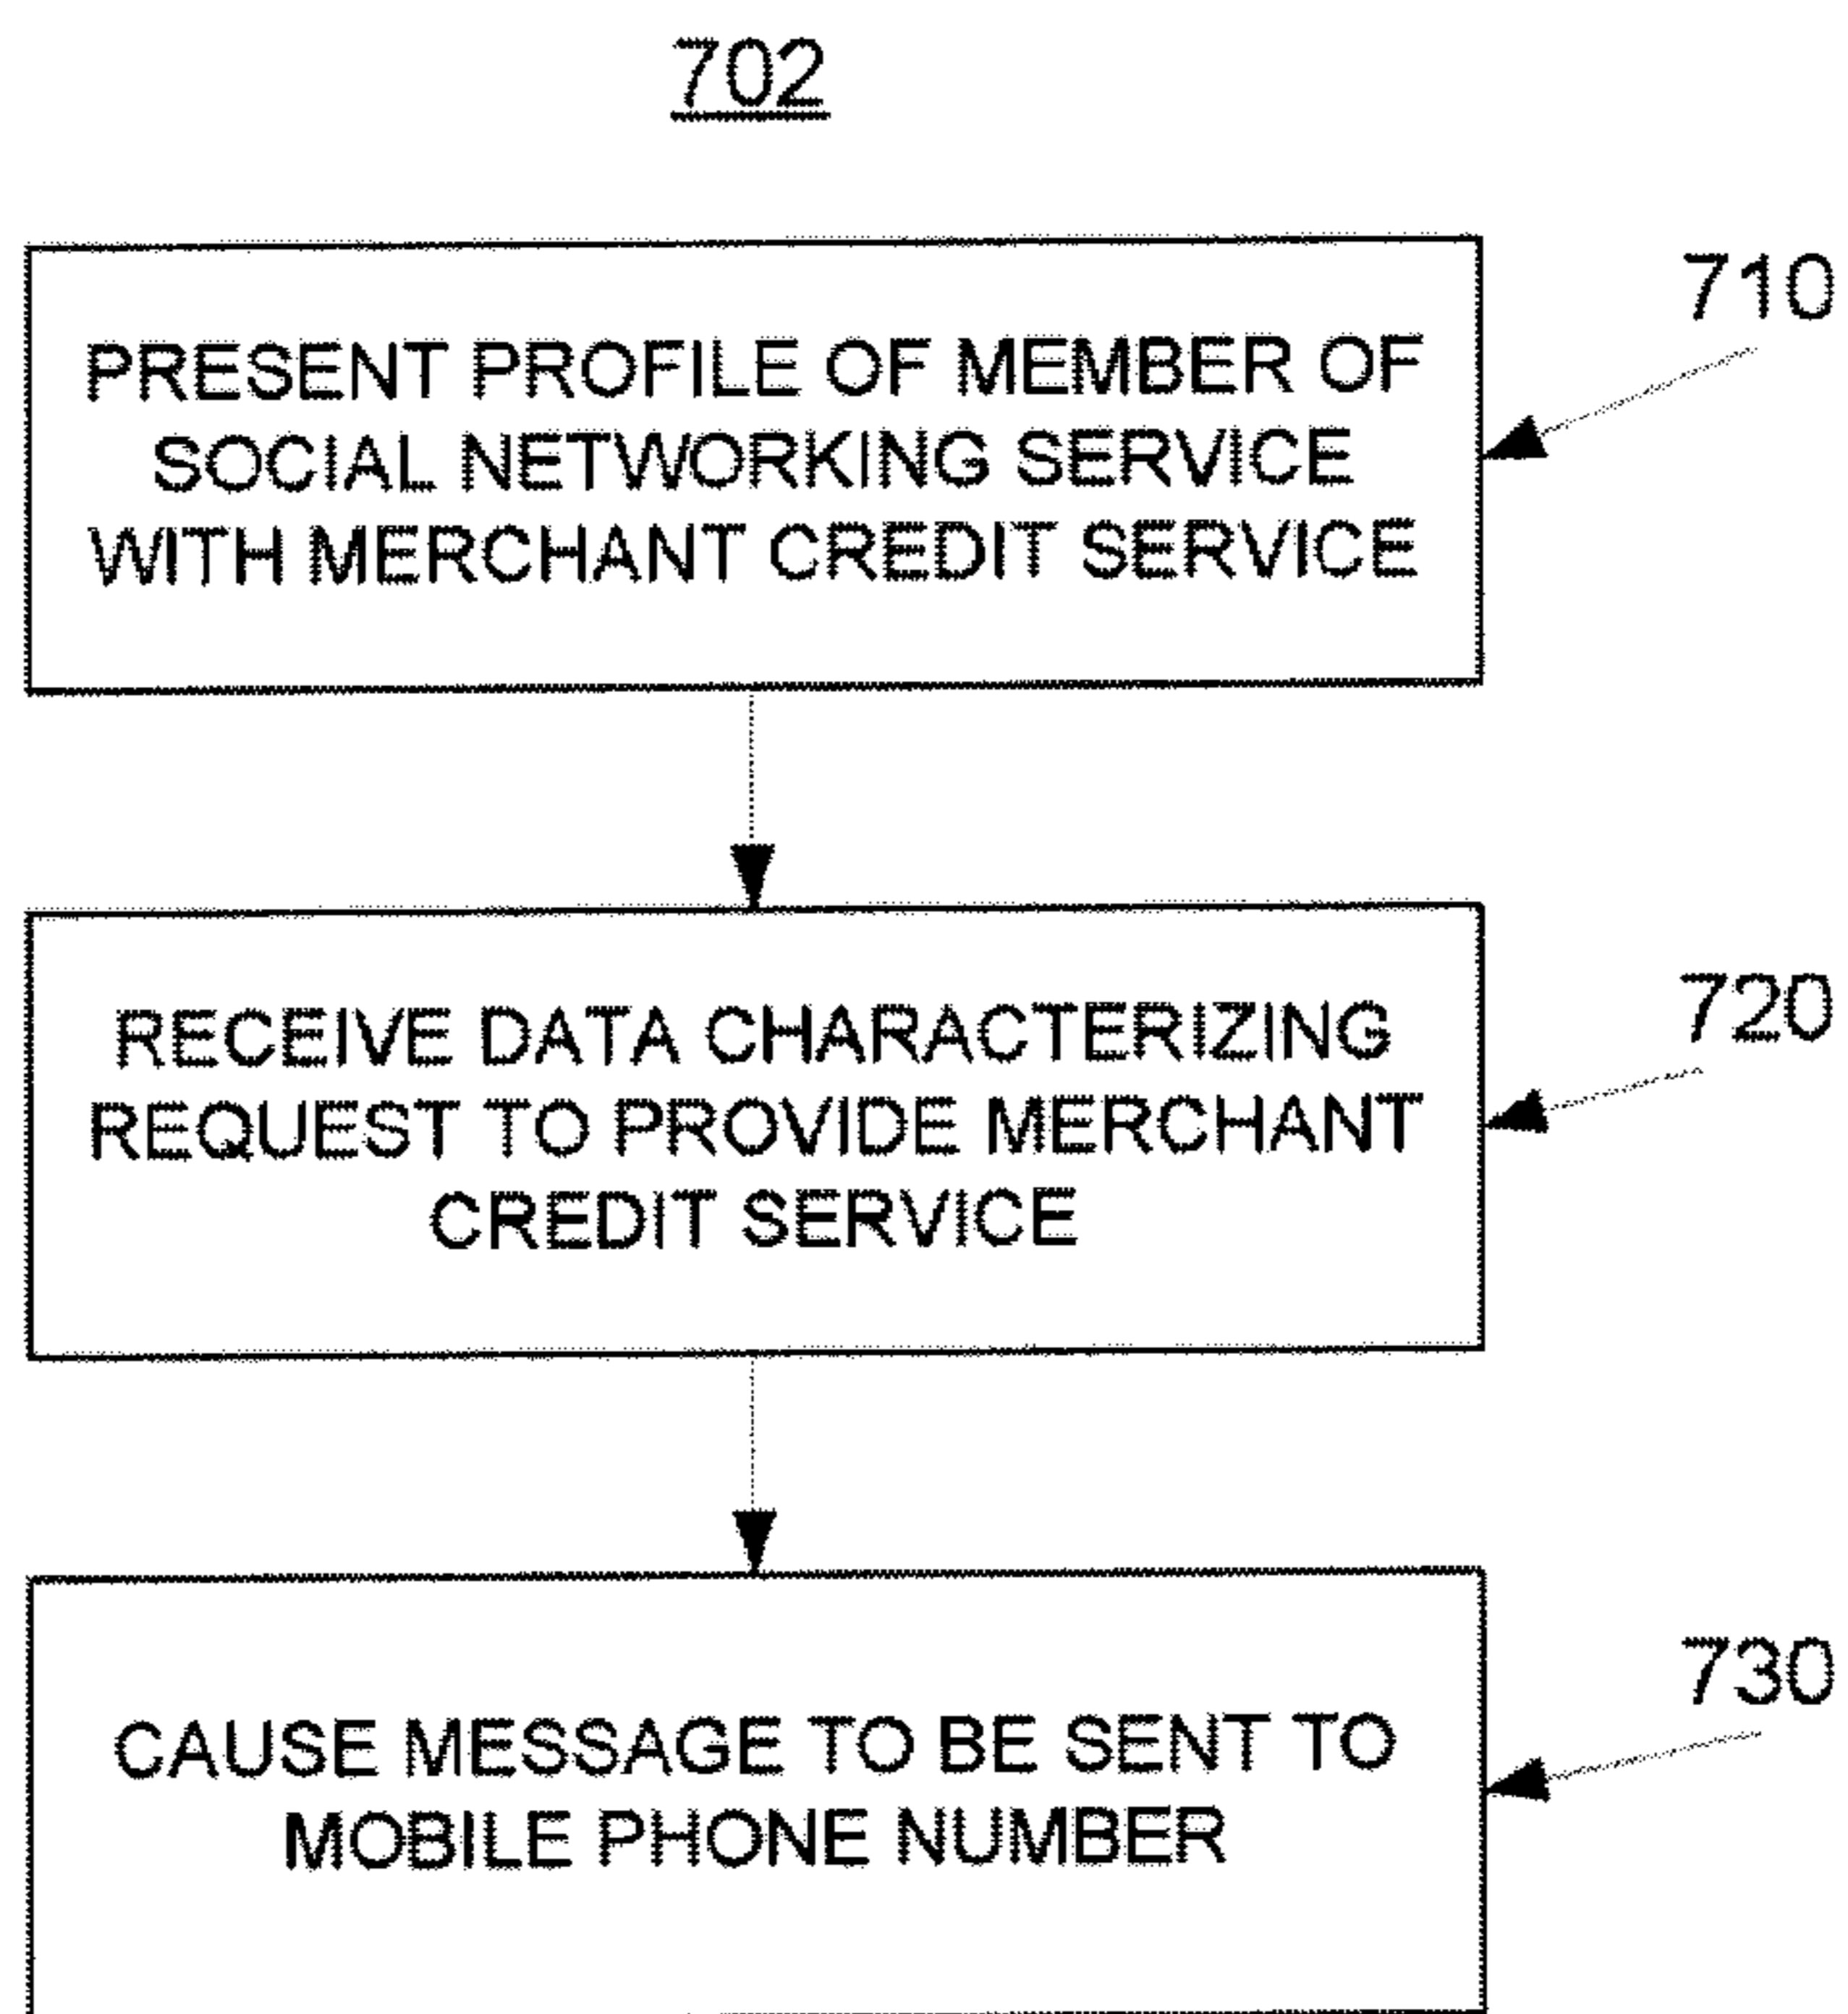 702
PRESENT PROFILE OF MEMBER OF
SOCIAL NETWORKING SERVICE
WITH MERCHANT CREDIT SERVICE
710
RECEIVE DATA CHARACTERIZING
REQUEST TO PROVIDE MERCHANT
CREDIT SERVICE
720
CAUSE MESSAGE TO BE SENT TO
MOBILE PHONE NUMBER
730